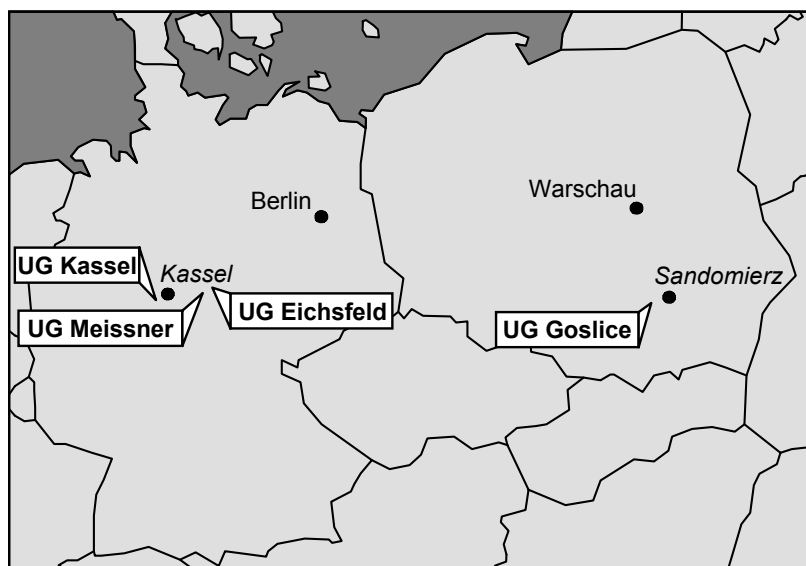 Warschau
Berlin
UG Kassel
Kassel
Sandomierz
UG Meissner
UG Eichsfeld
UG Goslice